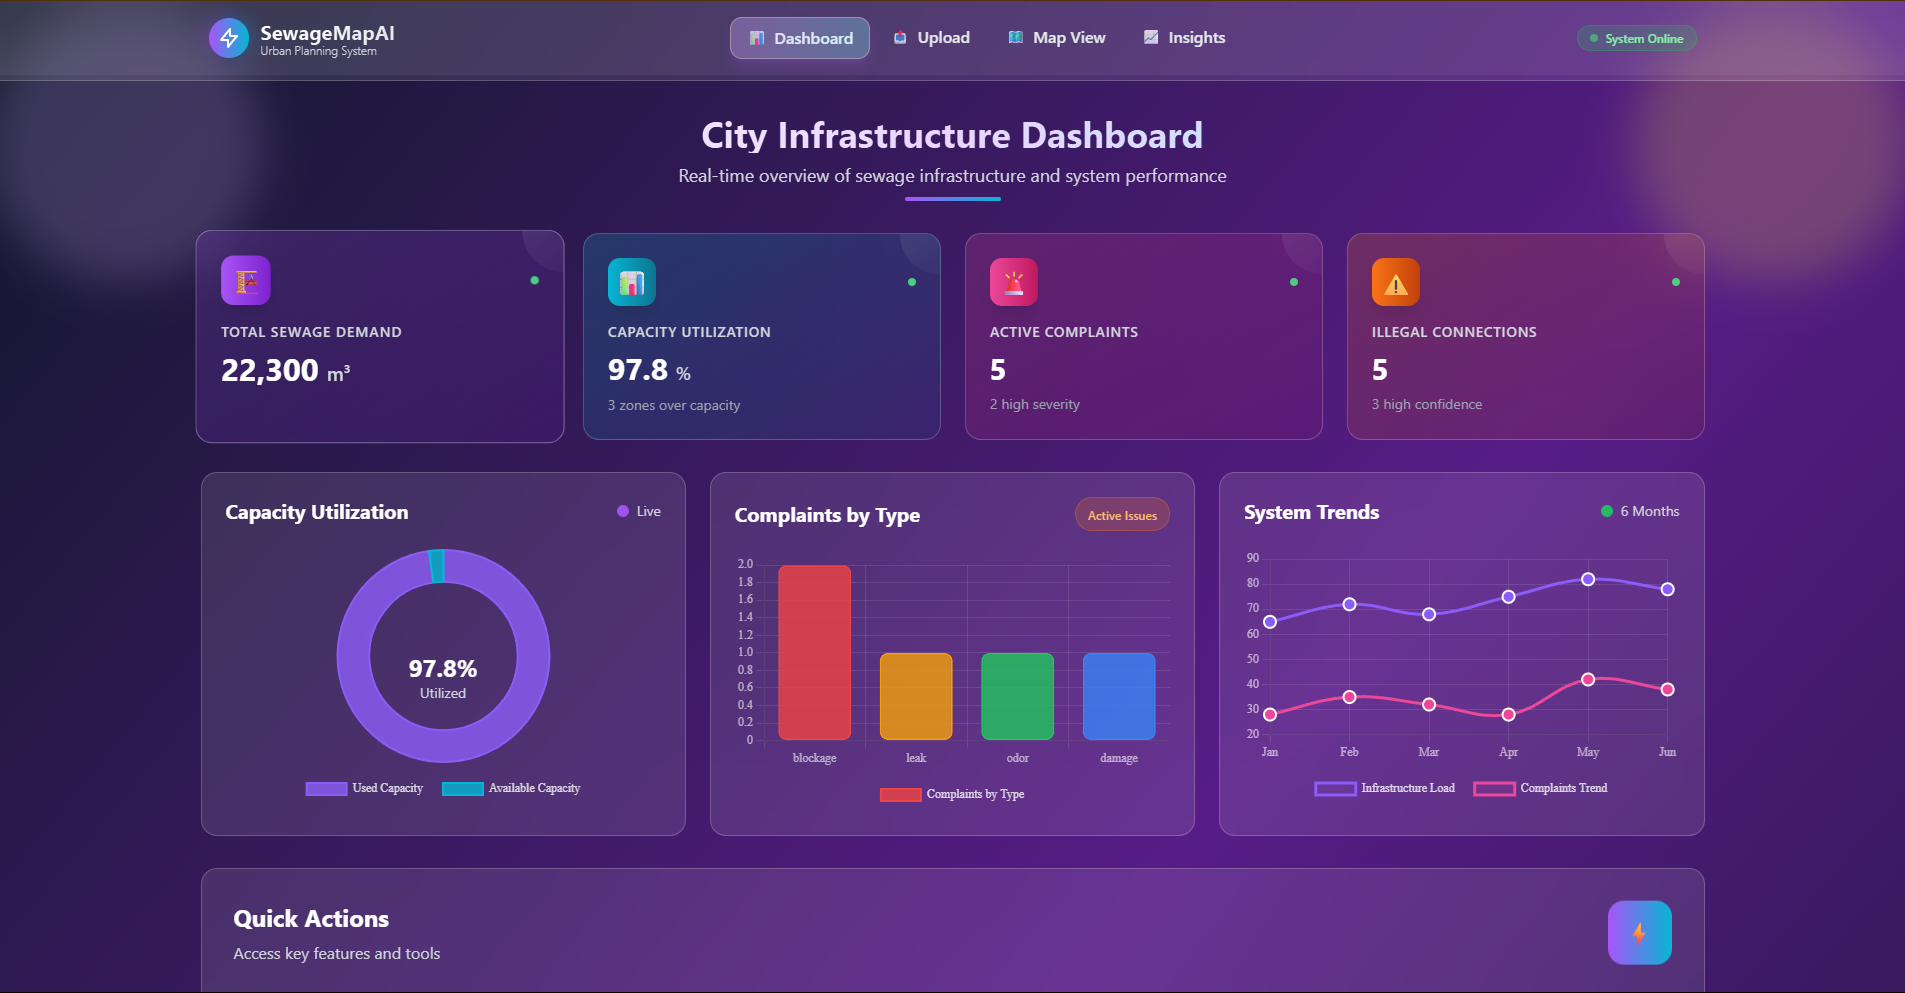 SewageMapAI
Urban Planning System
Dashboard
Upload
Map View
Insights
System Online
City Infrastructure Dashboard
Real-time overview of sewage infrastructure and system performance
TOTAL SEWAGE DEMAND
22,300 m³
CAPACITY UTILIZATION
97.8 %
3 zones over capacity
ACTIVE COMPLAINTS
5
2 high severity
ILLEGAL CONNECTIONS
5
3 high confidence
Capacity Utilization
Live
97.8%
Utilized
Used Capacity
Available Capacity
Complaints by Type
Active Issues
2.0
1.8
1.6
1.4
1.2
1.0
0.8
0.6
0.4
0.2
0
blockage
leak
odor
damage
Complaints by Type
System Trends
6 Months
90
80
70
60
50
40
30
20
Jan
Feb
Mar
Apr
May
Jun
Infrastructure Load
Complaints Trend
Quick Actions
Access key features and tools